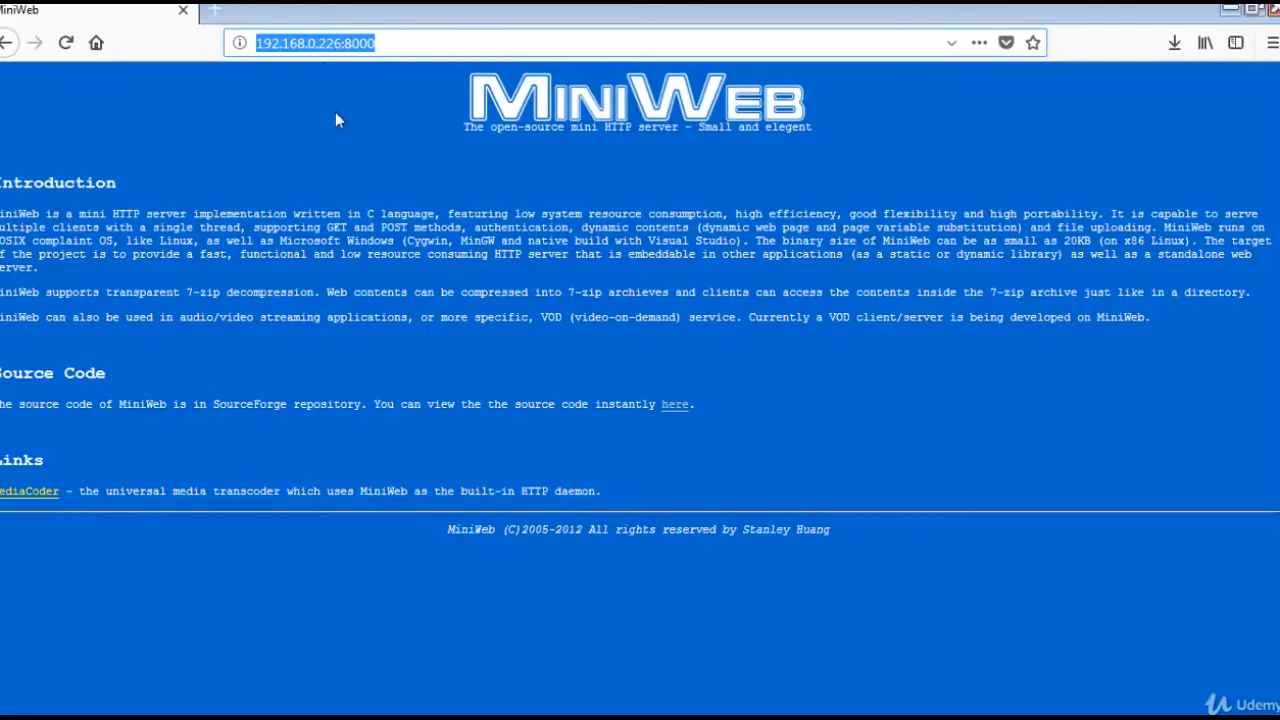 MiniWeb
192.168.0.226:8000
MINIWEB
The open-source mini HTTP server - Small and elegent
Introduction
iniWeb is a mini HTTP server implementation written in C language, featuring low system resource consumption, high efficiency, good flexibility and high portability. It is capable to serve
ultiple clients with a single thread, supporting GET and POST methods, authentication, dynamic contents (dynamic web page and page variable substitution) and file uploading. MiniWeb runs on
OSIX complaint OS, like Linux, as well as Microsoft Windows (Cygwin, MinGW and native build with Visual Studio). The binary size of MiniWeb can be as small as 20KB (on x86 Linux). The target
f the project is to provide a fast, functional and low resource consuming HTTP server that is embeddable in other applications (as a static or dynamic library) as well as a standalone web
erver.
iniWeb supports transparent 7-zip decompression. Web contents can be compressed into 7-zip archieves and clients can access the contents inside the 7-zip archive just like in a directory.
iniWeb can also be used in audio/video streaming applications, or more specific, VOD (video-on-demand) service. Currently a VOD client/server is being developed on MiniWeb.
Source Code
he source code of MiniWeb is in SourceForge repository. You can view the the source code instantly here.
Links
ediaCoder - the universal media transcoder which uses MiniWeb as the built-in HTTP daemon.
MiniWeb (C)2005-2012 All rights reserved by Stanley Huang
Udemy